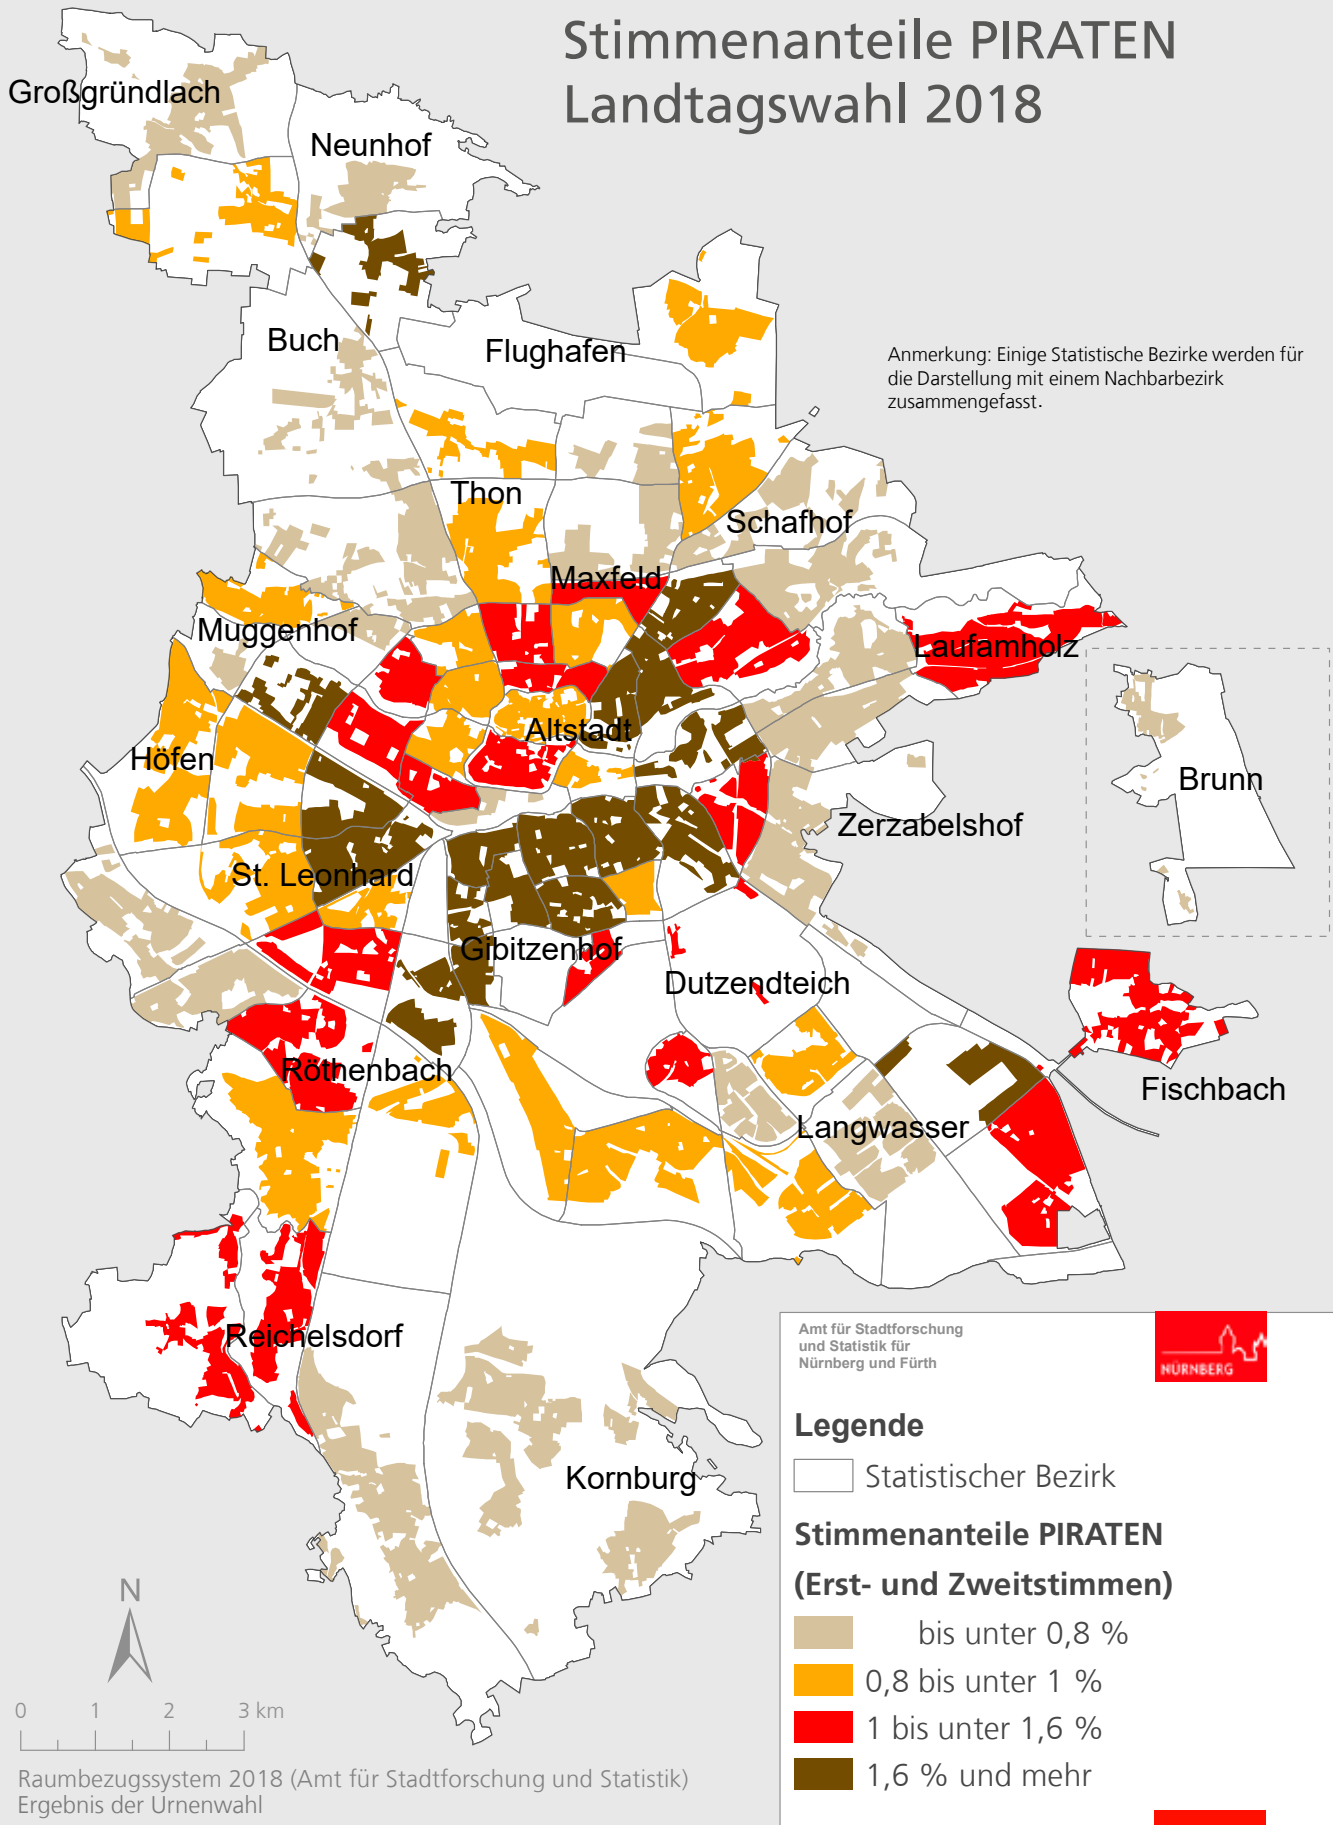 Stimmenanteile PIRATEN
Landtagswahl 2018
Großgründlach
Neunhof
Buch
Flughafen
Anmerkung: Einige Statistische Bezirke werden für
die Darstellung mit einem Nachbarbezirk
zusammengefasst.
Thon
Schafhof
Maxfeld
Muggenhof
Laufamholz
Altstadt
Höfen
Brunn
Zerzabelshof
St. Leonhard
Gibitzenhof
Dutzendteich
Röthenbach
Fischbach
Langwasser
Reichelsdorf
Kornburg
Amt für Stadtforschung
und Statistik für
Nürnberg und Fürth
NÜRNBERG
Legende
Statistischer Bezirk
Stimmenanteile PIRATEN
(Erst- und Zweitstimmen)
bis unter 0,8 %
0,8 bis unter 1 %
1 bis unter 1,6 %
1,6 % und mehr
N
0 1 2 3 km
Raumbezugssystem 2018 (Amt für Stadtforschung und Statistik)
Ergebnis der Urnenwahl